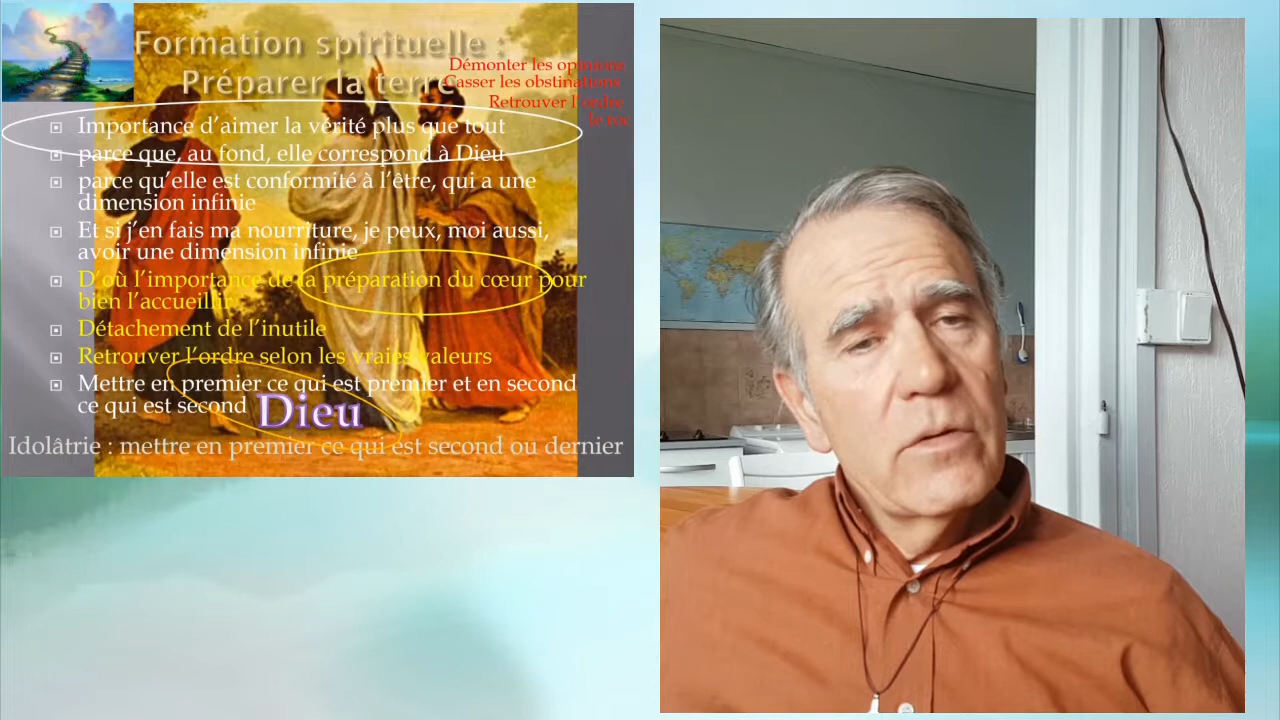 Formation spirituelle :
Préparer la terre
Démonter les opinions
Casser les obstinations
Retrouver l'ordre
le roc
Importance d'aimer la vérité plus que tout
parce que, au fond, elle correspond à Dieu
parce qu'elle est conformité à l'être, qui a une
dimension infinie
Et si j'en fais ma nourriture, je peux, moi aussi,
avoir une dimension infinie
D'où l'importance de la préparation du cœur pour
bien l'accueillir
Détachement de l'inutile
Retrouver l'ordre selon les vraies valeurs
Mettre en premier ce qui est premier et en second
ce qui est second
Dieu
Idolâtrie : mettre en premier ce qui est second ou dernier